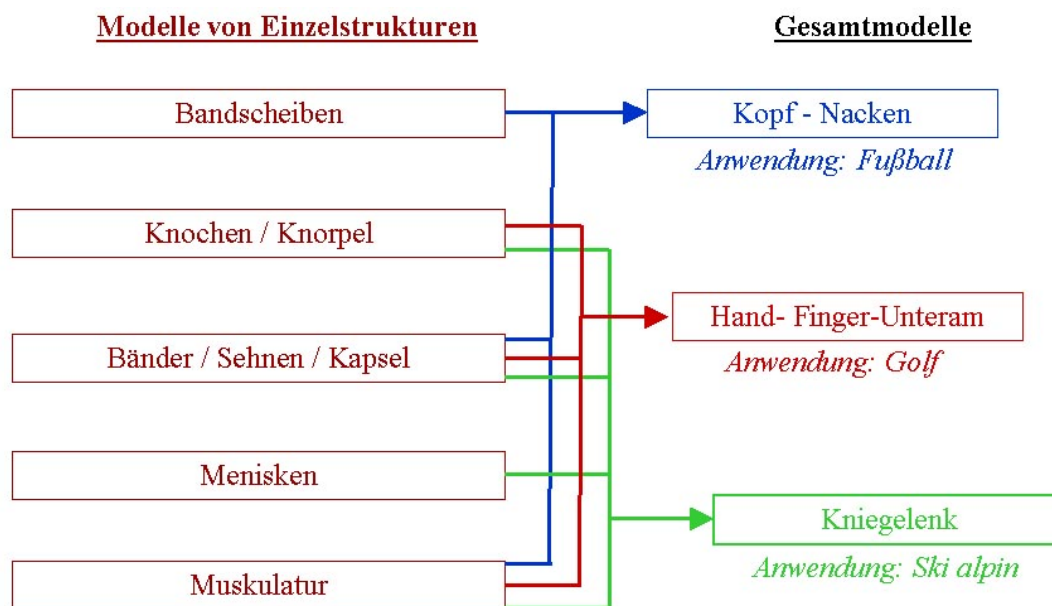 Modelle von Einzelstrukturen
Gesamtmodelle
Bandscheiben
Kopf - Nacken
Anwendung: Fußball
Knochen / Knorpel
Hand- Finger-Unteram
Anwendung: Golf
Bänder / Sehnen / Kapsel
Menisken
Kniegelenk
Anwendung: Ski alpin
Muskulatur